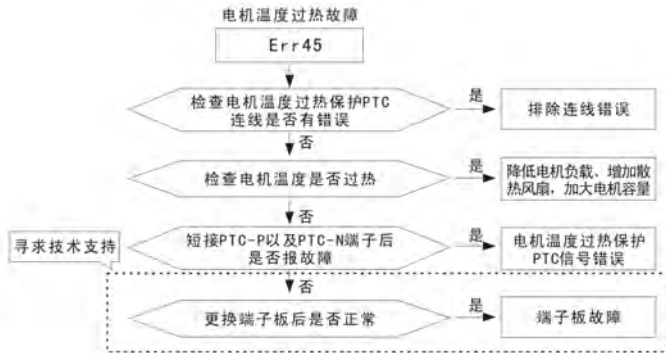 电机温度过热故障
Err45
检查电机温度过热保护PTC
连线是否有错误
是
排除连线错误
否
检查电机温度是否过热
是
降低电机负载、增加散
热风扇，加大电机容量
否
寻求技术支持
短接PTC-P以及PTC-N端子后
是否报故障
是
电机温度过热保护
PTC信号错误
否
更换端子板后是否正常
是
端子板故障